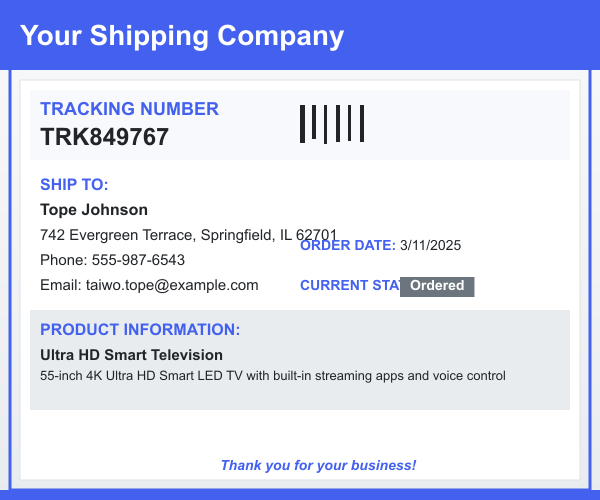 Your Shipping Company
TRACKING NUMBER
TRK849767
SHIP TO:
Tope Johnson
742 Evergreen Terrace, Springfield, IL 62701
ORDER DATE: 3/11/2025
Phone: 555-987-6543
Email: taiwo.tope@example.com
CURRENT STAT Ordered
PRODUCT INFORMATION:
Ultra HD Smart Television
55-inch 4K Ultra HD Smart LED TV with built-in streaming apps and voice control
Thank you for your business!